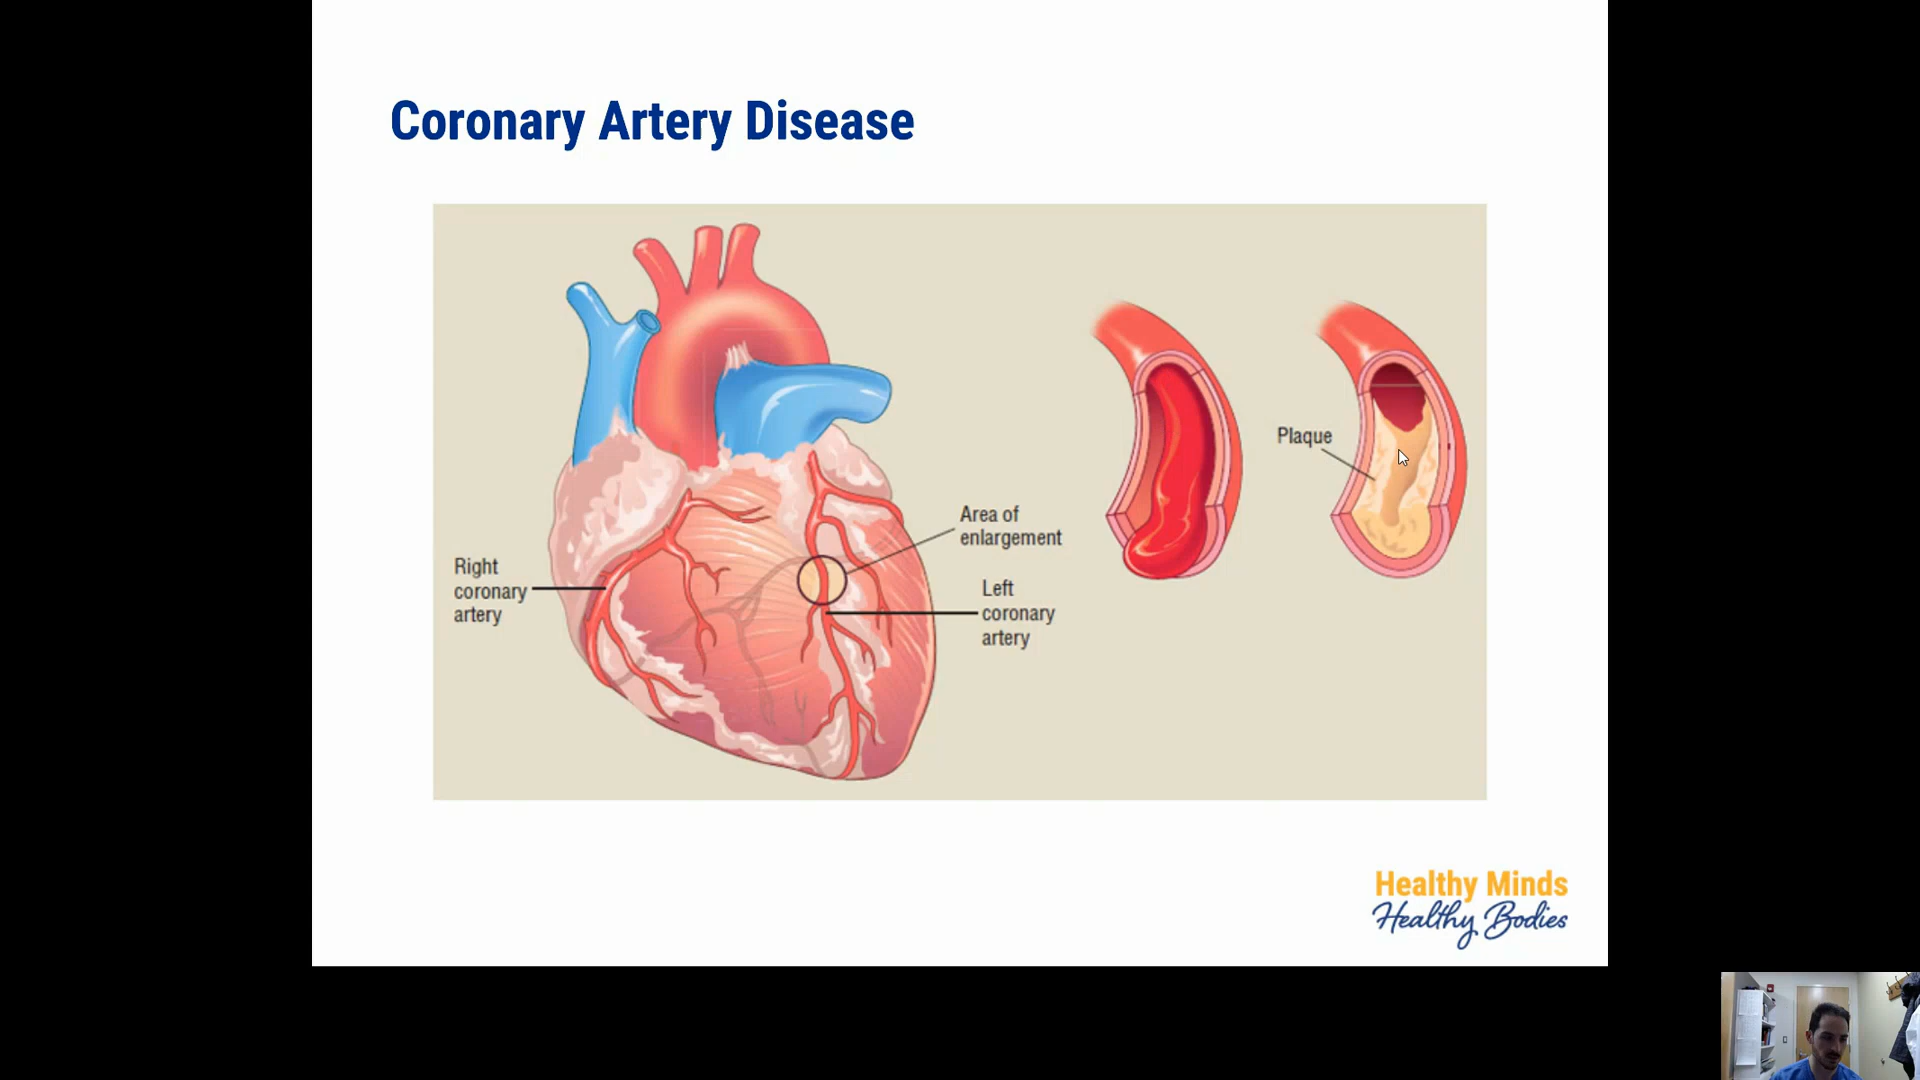 Coronary Artery Disease
Plaque
Area of
enlargement
Right
coronary
artery
Left
coronary
artery
Healthy Minds
Healthy Bodies